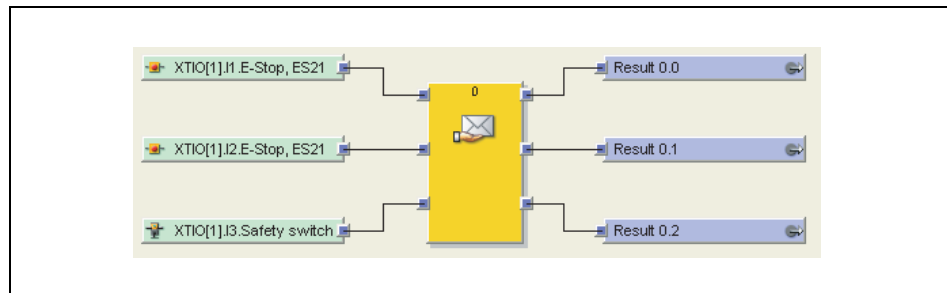 XTIO[1].I1.E-Stop, ES21
0
Result 0.0
XTIO[1].I2.E-Stop, ES21
Result 0.1
XTIO[1].I3.Safety switch
Result 0.2